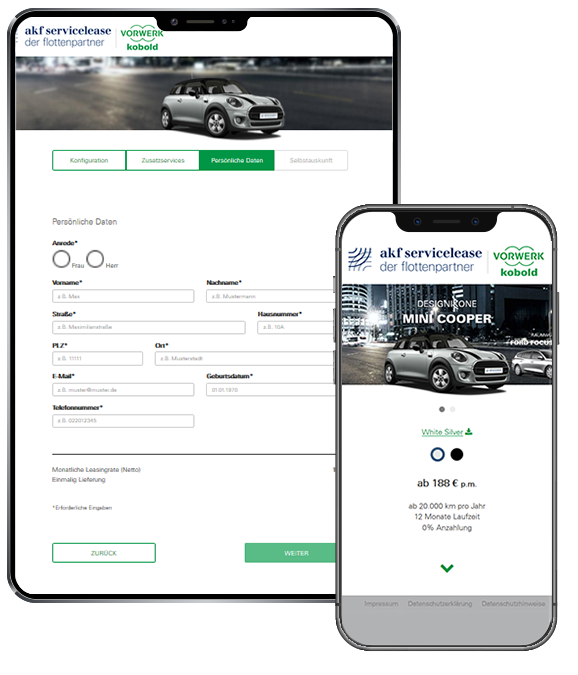 akf servicelease
der flottenpartner
VORWERK
kobold
Konfiguration
Zusatzservices
Persönliche Daten
Selbstauskunft
Persönliche Daten
Anrede*
Frau
Herr
Vorname*
Nachname*
z.B. Max
z.B. Mustermann
Straße*
Hausnummer*
z.B. Maximilianstraße
z.B. 10A
PLZ*
Ort*
z.B. 11111
z.B. Musterstadt
E-Mail*
Geburtsdatum*
z.B. muster@muster.de
01.01.1970
Telefonnummer*
z.B. 022012345
Monatliche Leasingrate (Netto)
Einmalig Lieferung
*Erforderliche Eingaben
ZURÜCK
WEITER
akf servicelease
der flottenpartner
VORWERK
kobold
DESIGNIKONE
MINI COOPER
FORD FOCUS
White Silver
ab 188 € p.m.
ab 20.000 km pro Jahr
12 Monate Laufzeit
0% Anzahlung
Impressum
Datenschutzerklärung
Datenschutzhinweise